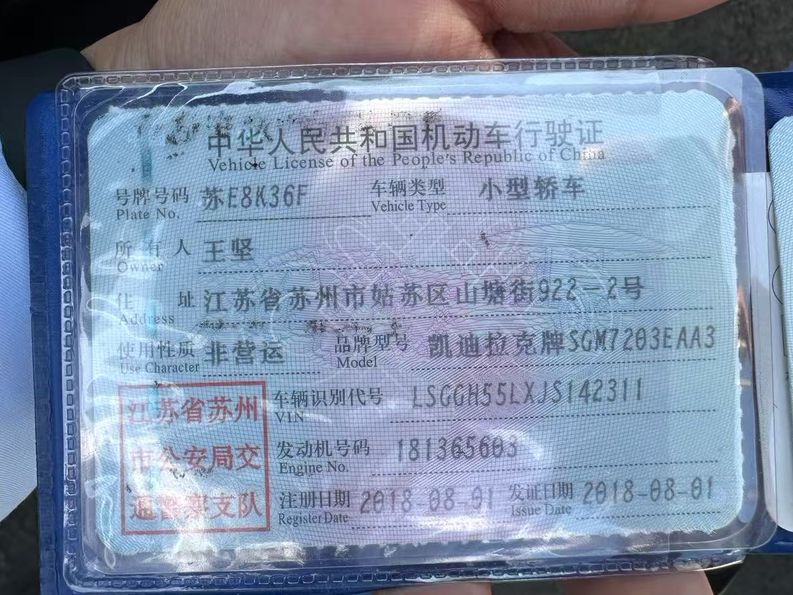 中华人民共和国机动车行驶证
Vehicle License of the People's Republic of China
号牌号码 苏E8K36F 车辆类型 小型轿车
Plate No. Vehicle Type
所有人 王坚
Owner
住址 江苏省苏州市姑苏区山塘街922-2号
Address
使用性质 非营运 品牌型号 凯迪拉克牌SGM7203EAA3
Use Character Model
车辆识别代号 LSGGH55LXJS142311
VIN
发动机号码 181365603
Engine No.
注册日期 2018-08-01 发证日期 2018-08-01
Register Date Issue Date
江苏省苏州
市公安局交
通警察支队